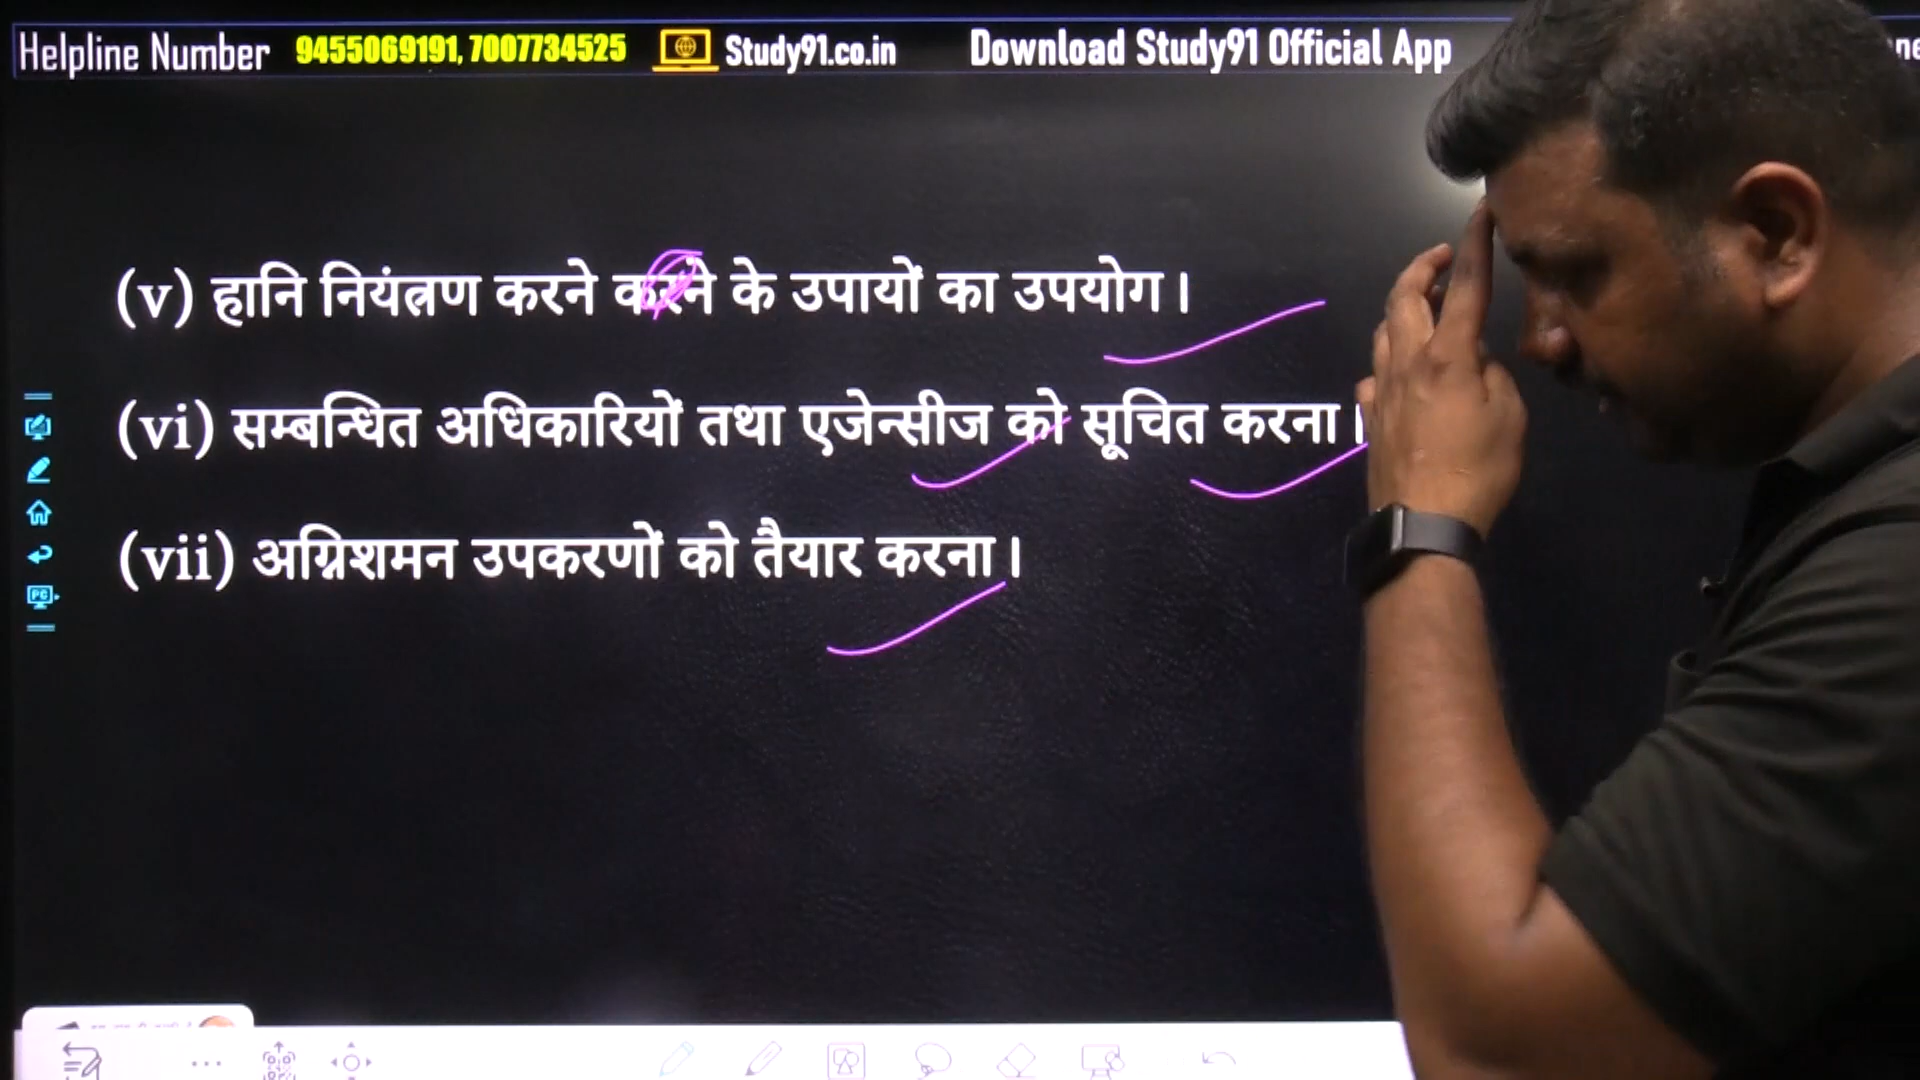 Helpline Number 9455069191, 7007734525 Study91.co.in Download Study91 Official App
(v) हानि नियंत्रण करने करने के उपायों का उपयोग।
(vi) सम्बन्धित अधिकारियों तथा एजेन्सीज को सूचित करना।
(vii) अग्निशमन उपकरणों को तैयार करना।
PC